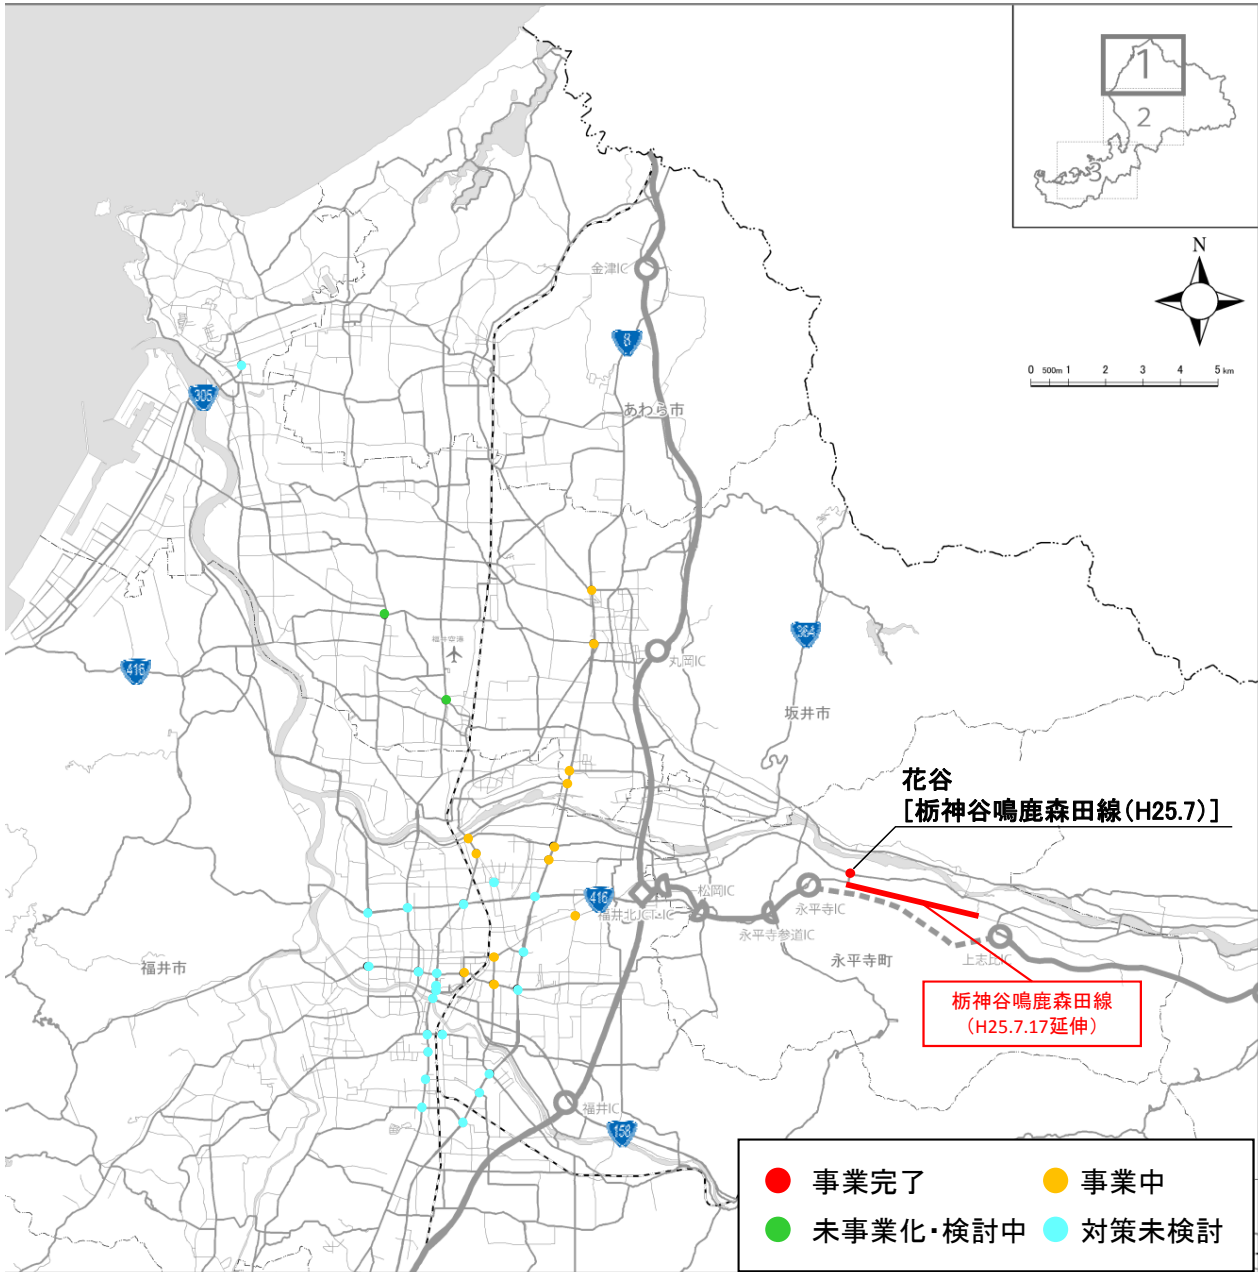 1
2
3
N
0 500m 1 2 3 4 5 km
金津IC
8
305
あわら市
福井空港
364
416
丸岡IC
坂井市
花谷
[栃神谷鳴鹿森田線(H25.7)]
416
松岡IC
福井北JCT・IC
永平寺IC
永平寺参道IC
福井市
永平寺町
上志比IC
栃神谷鳴鹿森田線
(H25.7.17延伸)
福井IC
158
事業完了
事業中
未事業化・検討中
対策未検討